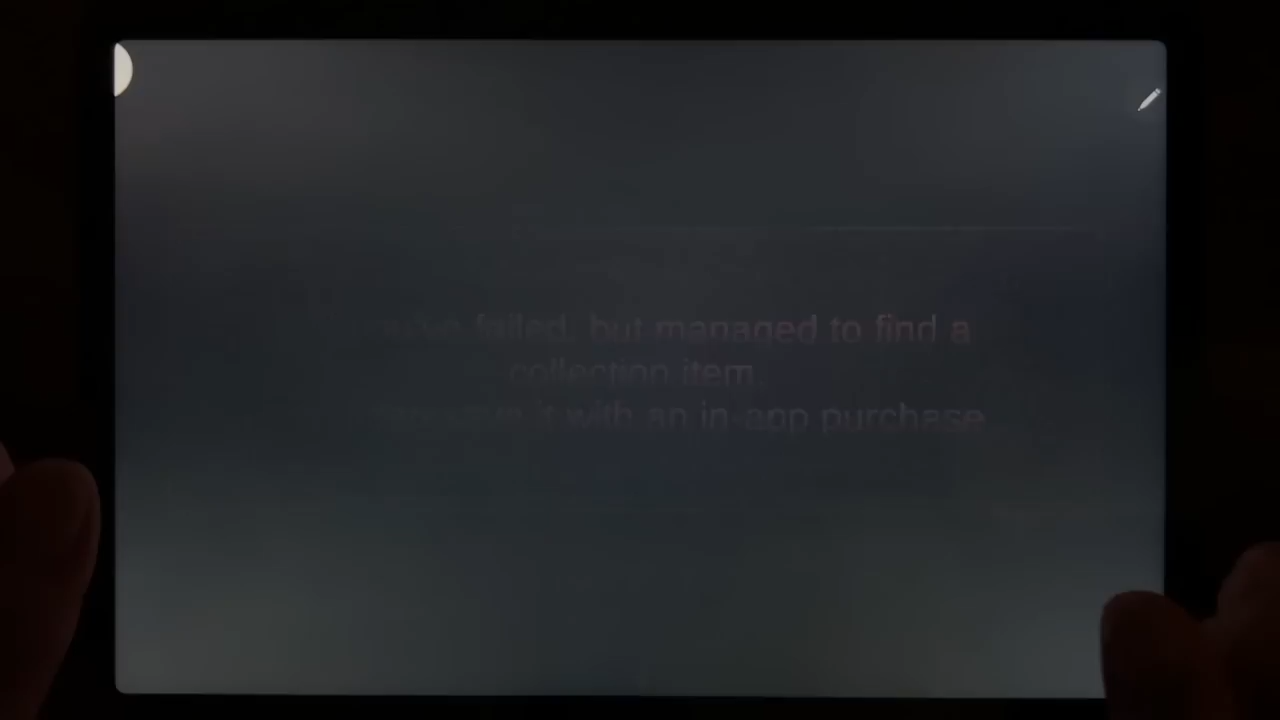 failed, but managed to find a
collection item.
it with an in-app purchase